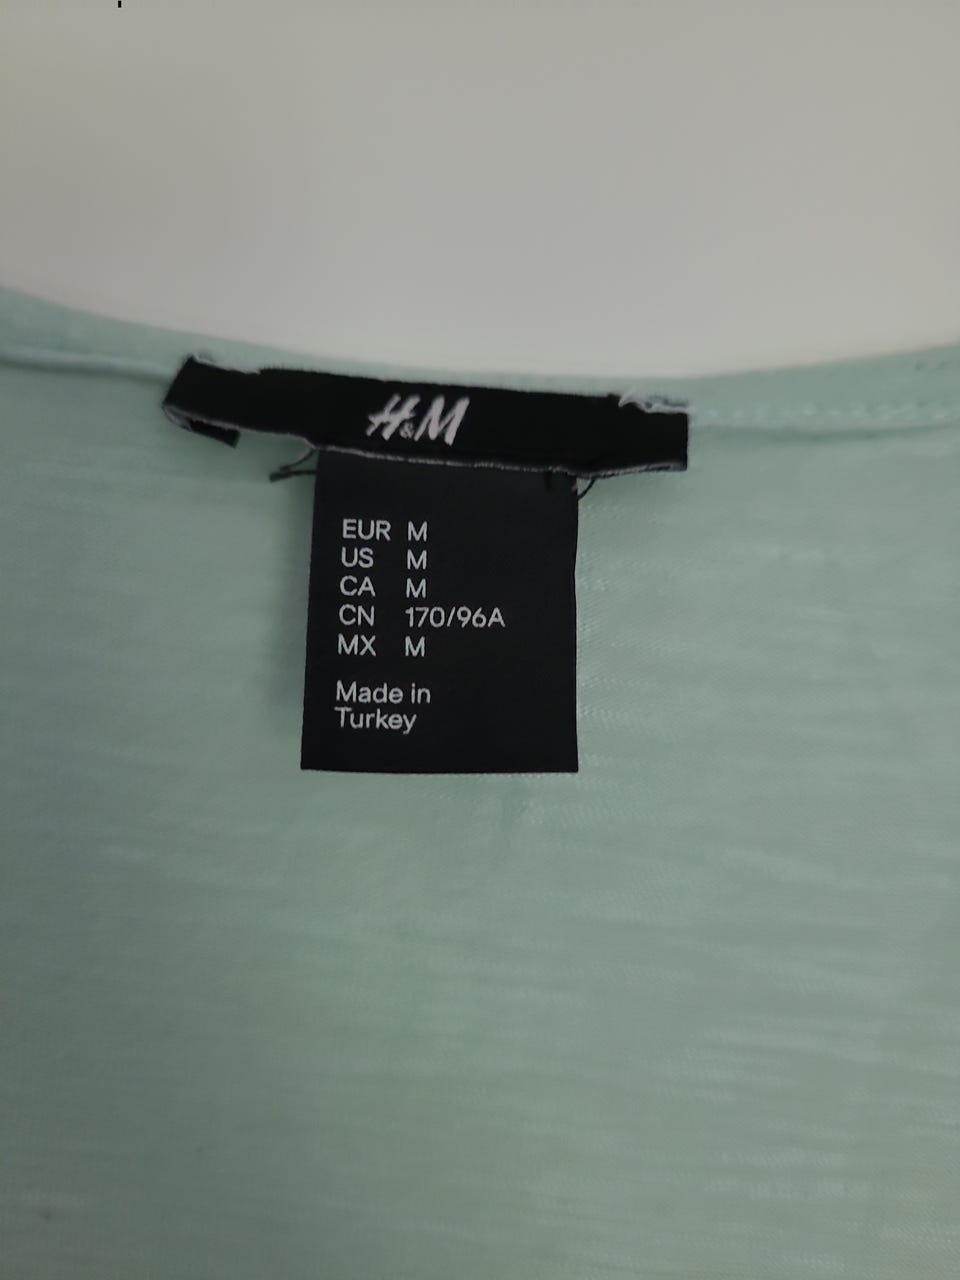 H&M
EUR M
US M
CA M
CN 170/96A
MX M
Made in
Turkey